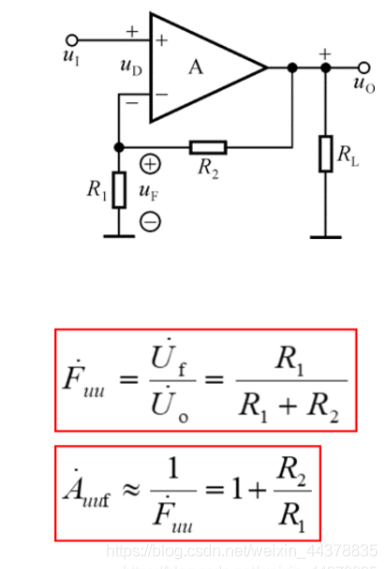 +
+
+
u_I
u_D
A
u_O
−
−
R_1
+
u_F
−
R_2
R_L
\dot{F}_{uu} = \frac{\dot{U}_f}{\dot{U}_o} = \frac{R_1}{R_1 + R_2}
\dot{A}_{uuf} ≈ \frac{1}{\dot{F}_{uu}} = 1 + \frac{R_2}{R_1}
https://blog.csdn.net/weixin_44378835